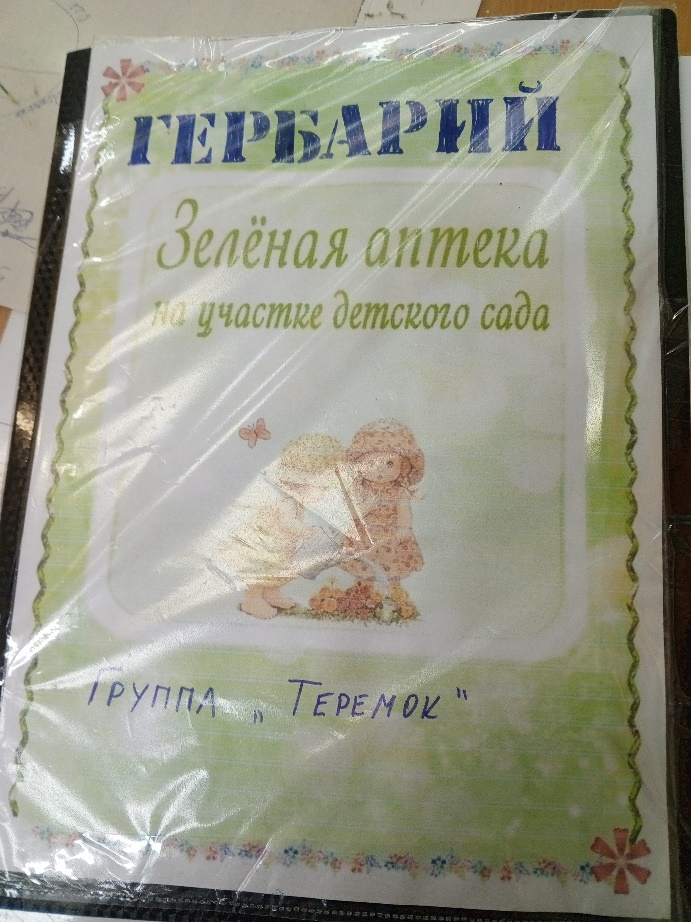 ГЕРБАРИЙ
Зелёная аптека
на участке детского сада
Группа „Теремок"